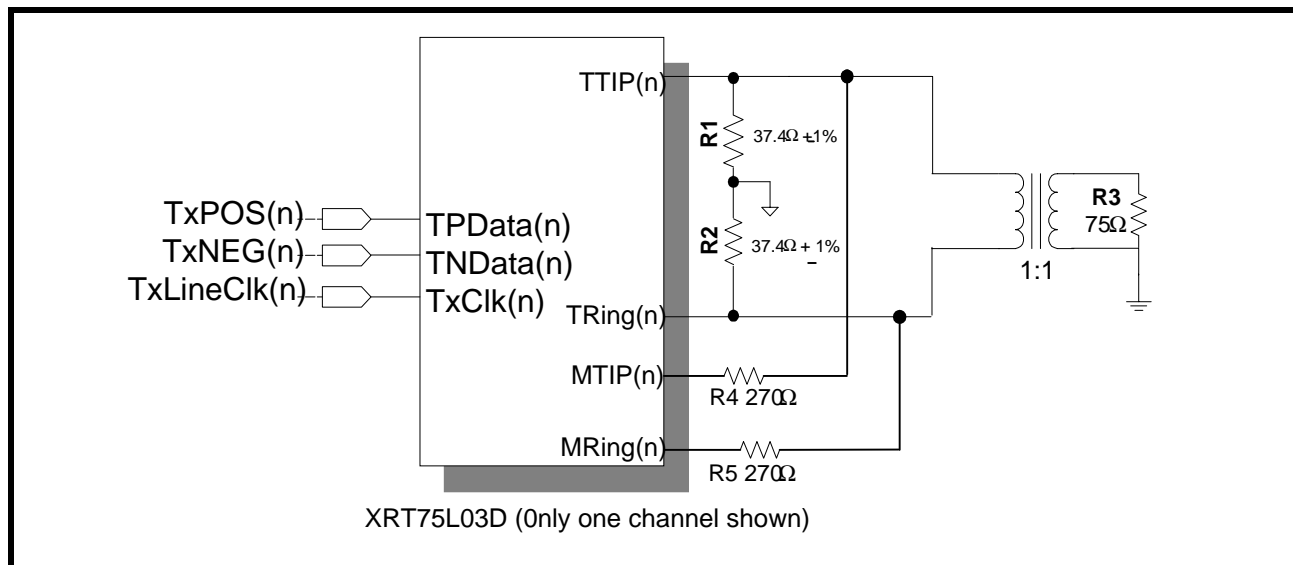 TTIP(n)
R1
37.4Ω ±1%
TxPOS(n)
TPData(n)
R2
37.4Ω ± 1%
R3
75Ω
TxNEG(n)
TNData(n)
1:1
TxLineClk(n)
TxClk(n)
TRing(n)
MTIP(n)
R4 270Ω
MRing(n)
R5 270Ω
XRT75L03D (0nly one channel shown)